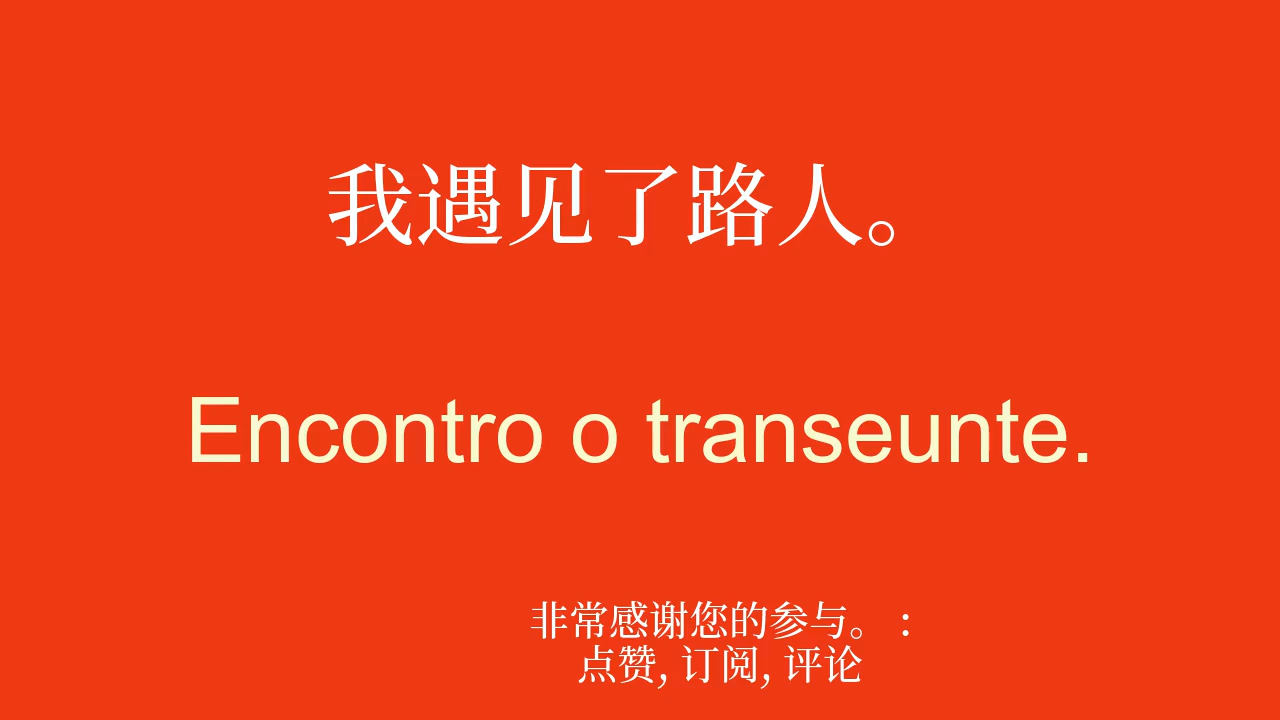 我遇见了路人。
Encontro o transeunte.
非常感谢您的参与。 :
点赞, 订阅, 评论